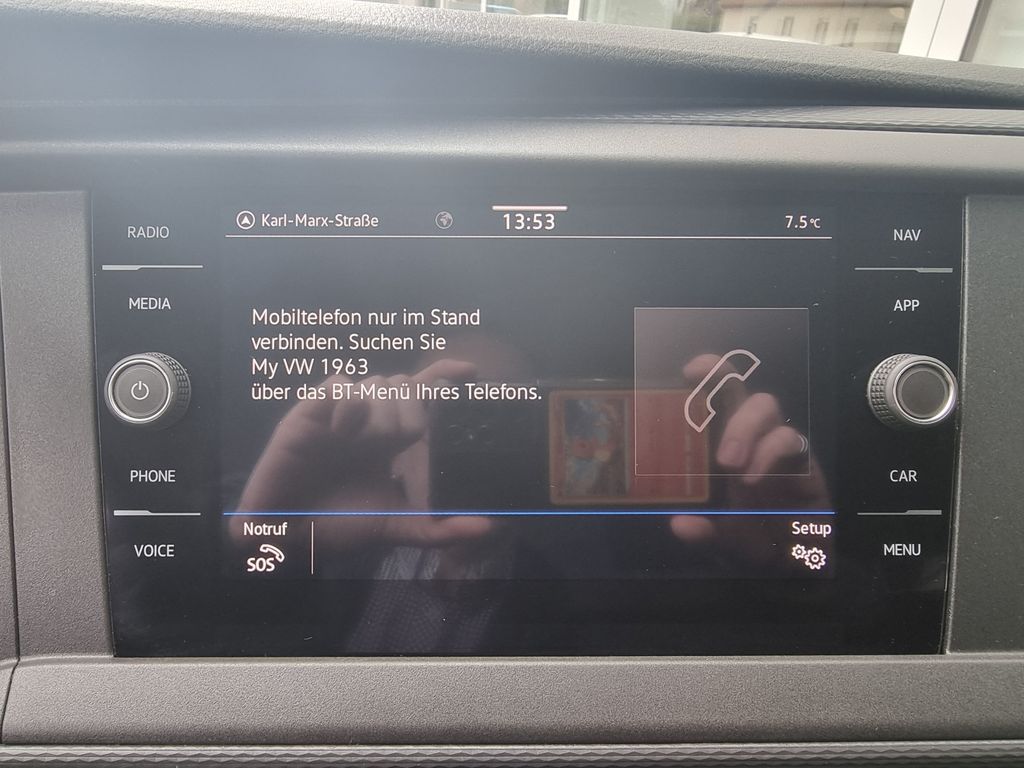 RADIO
MEDIA
PHONE
VOICE
Karl-Marx-Straße
13:53
7.5°C
Mobiltelefon nur im Stand
verbinden. Suchen Sie
My VW 1963
über das BT-Menü Ihres Telefons.
Notruf
SOS
Setup
NAV
APP
CAR
MENU